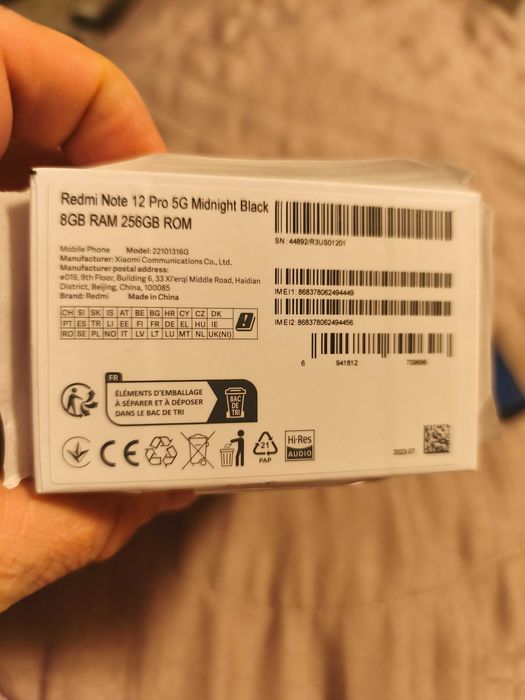 Redmi Note 12 Pro 5G Midnight Black
8GB RAM 256GB ROM
Mobile Phone Model: 22101316G
Manufacturer: Xiaomi Communications Co., Ltd.
Manufacturer postal address:
#019, 9th Floor, Building 6, 33 Xi'erqi Middle Road, Haidian
District, Beijing, China, 100085
Brand: Redmi Made in China
CH SI SK IS AT BE BG HR CY CZ DK
PT ES TR LI EE FI FR DE EL HU IE
RO SE PL NO IT LV LT LU MT NL UK(NI)
SN: 44892/R3US01201
IMEI1: 868378062494449
IMEI2: 868378062494456
6 941812 709696
FR
ÉLÉMENTS D'EMBALLAGE
À SÉPARER ET À DÉPOSER
DANS LE BAC DE TRI
BAC
DE
TRI
CE
21
PAP
Hi-Res
AUDIO
2023.07